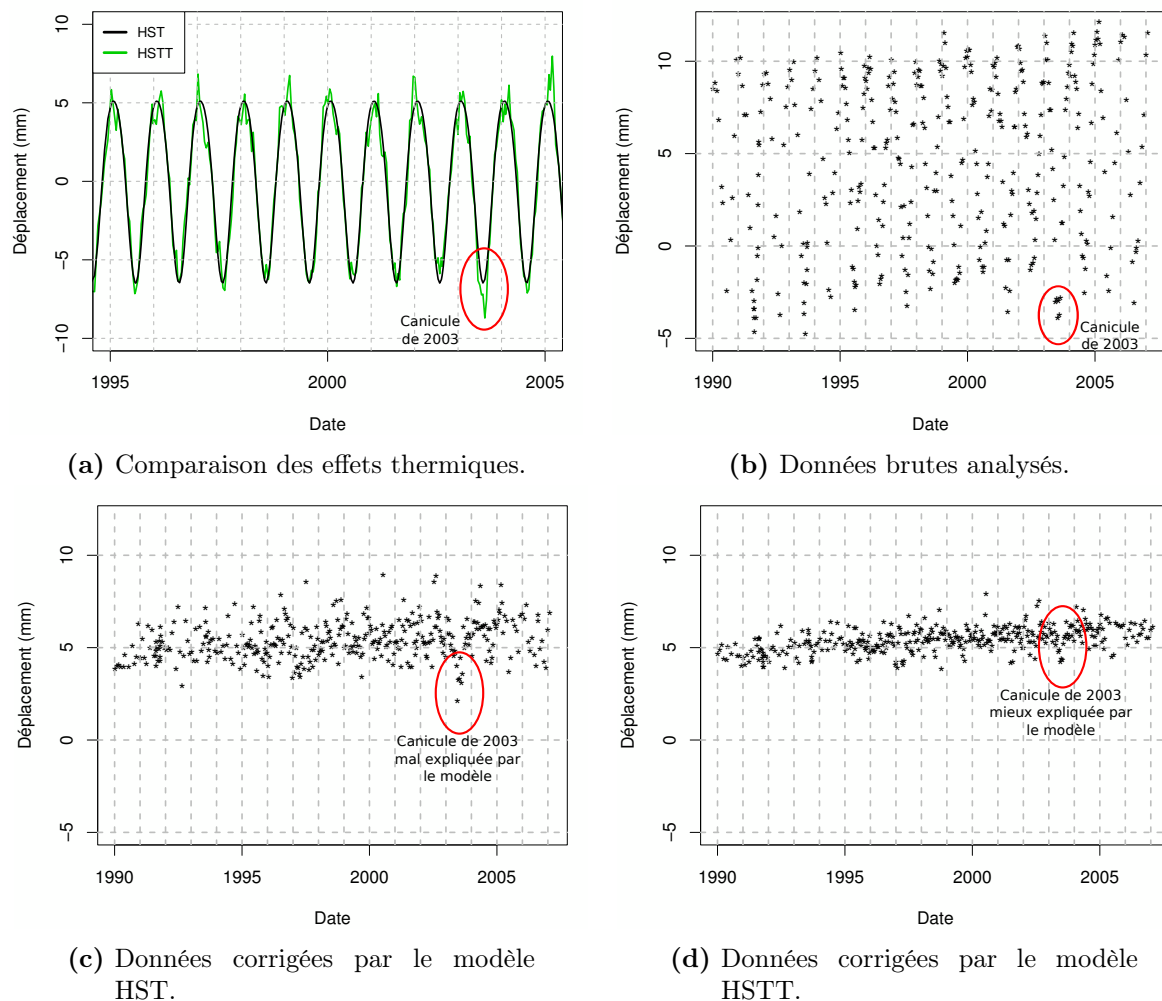 10
5
0
−5
−10
Déplacement (mm)
HST
HSTT
Canicule
de 2003
1995
2000
2005
Date
(a) Comparaison des effets thermiques.
10
5
0
−5
Déplacement (mm)
Canicule
de 2003
1990
1995
2000
2005
Date
(b) Données brutes analysés.
10
5
0
−5
Déplacement (mm)
Canicule de 2003
mal expliquée par
le modèle
1990
1995
2000
2005
Date
(c) Données corrigées par le modèle
HST.
10
5
0
−5
Déplacement (mm)
Canicule de 2003
mieux expliquée par
le modèle
1990
1995
2000
2005
Date
(d) Données corrigées par le modèle
HSTT.